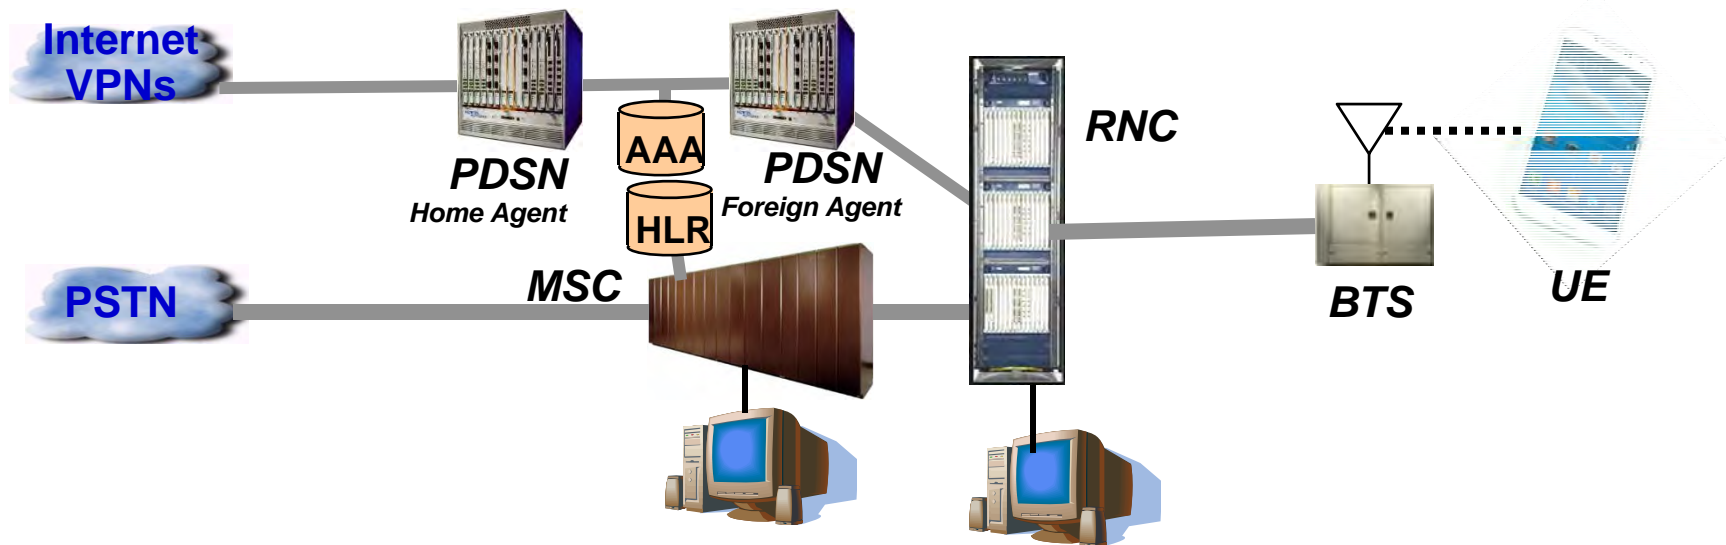 Internet
VPNs
PDSN
Home Agent
AAA
HLR
PDSN
Foreign Agent
RNC
BTS
UE
PSTN
MSC